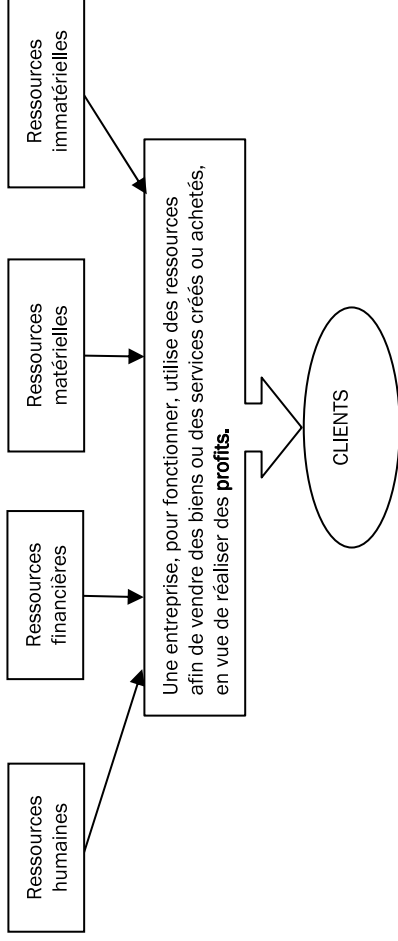 Ressources
humaines
Ressources
financières
Ressources
matérielles
Ressources
immatérielles
Une entreprise, pour fonctionner, utilise des ressources
afin de vendre des biens ou des services créés ou achetés,
en vue de réaliser des profits.
CLIENTS